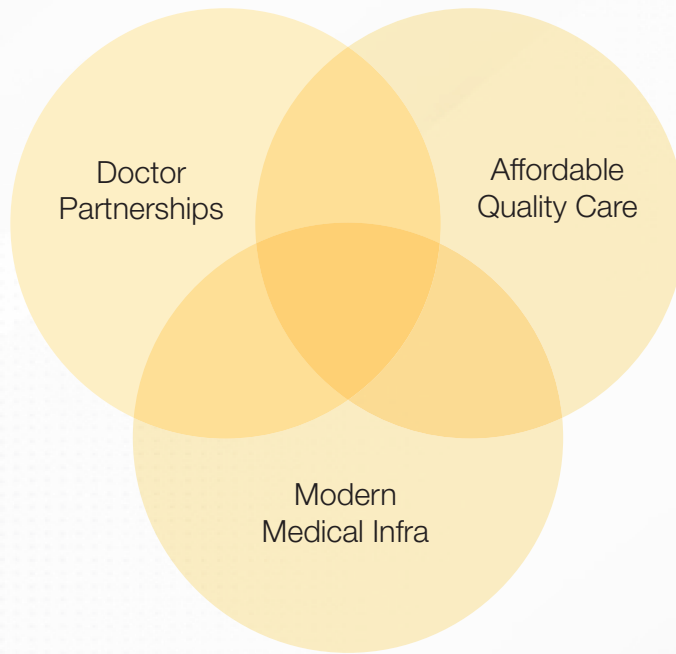 Doctor
Partnerships
Affordable
Quality Care
Modern
Medical Infra